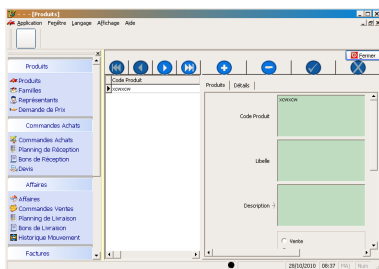 - - - [Produits]
Application Fenêtre Langage Affichage Aide
Fermer
Produits
Produits
Familles
Représentants
Demande de Prix
Commandes Achats
Commandes Achats
Planning de Réception
Bons de Réception
Devis
Affaires
Affaires
Commandes Ventes
Planning de Livraison
Bons de Livraison
Historique Mouvement
Factures
Code Produit
xcwxcw
Produits Détails
Code Produit
xcwxcw
Libelle
Description
Vente
28/10/2010 08:37 MAJ Num